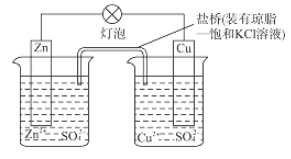 灯泡
盐桥(装有琼脂
—饱和KCl溶液)
Zn
Cu
Zn²⁺
SO₄²⁻
Cu²⁺
SO₄²⁻